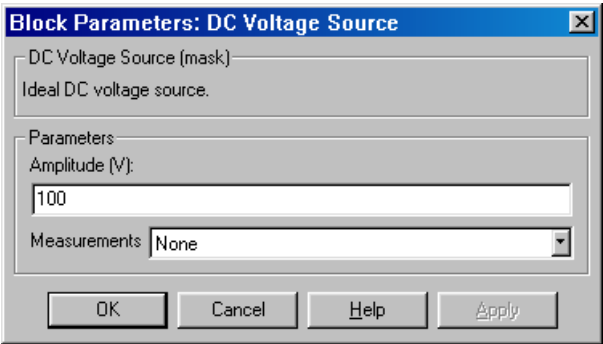 Block Parameters: DC Voltage Source
DC Voltage Source (mask)
Ideal DC voltage source.
Parameters
Amplitude (V):
100
Measurements None
OK Cancel Help Apply